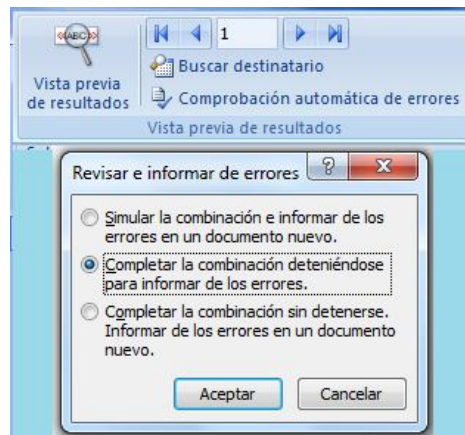 «ABC»
1
Vista previa
de resultados
Buscar destinatario
Comprobación automática de errores
Vista previa de resultados
Revisar e informar de errores
?
X
Simular la combinación e informar de los
errores en un documento nuevo.
Completar la combinación deteniéndose
para informar de los errores.
Completar la combinación sin detenerse.
Informar de los errores en un documento
nuevo.
Aceptar
Cancelar